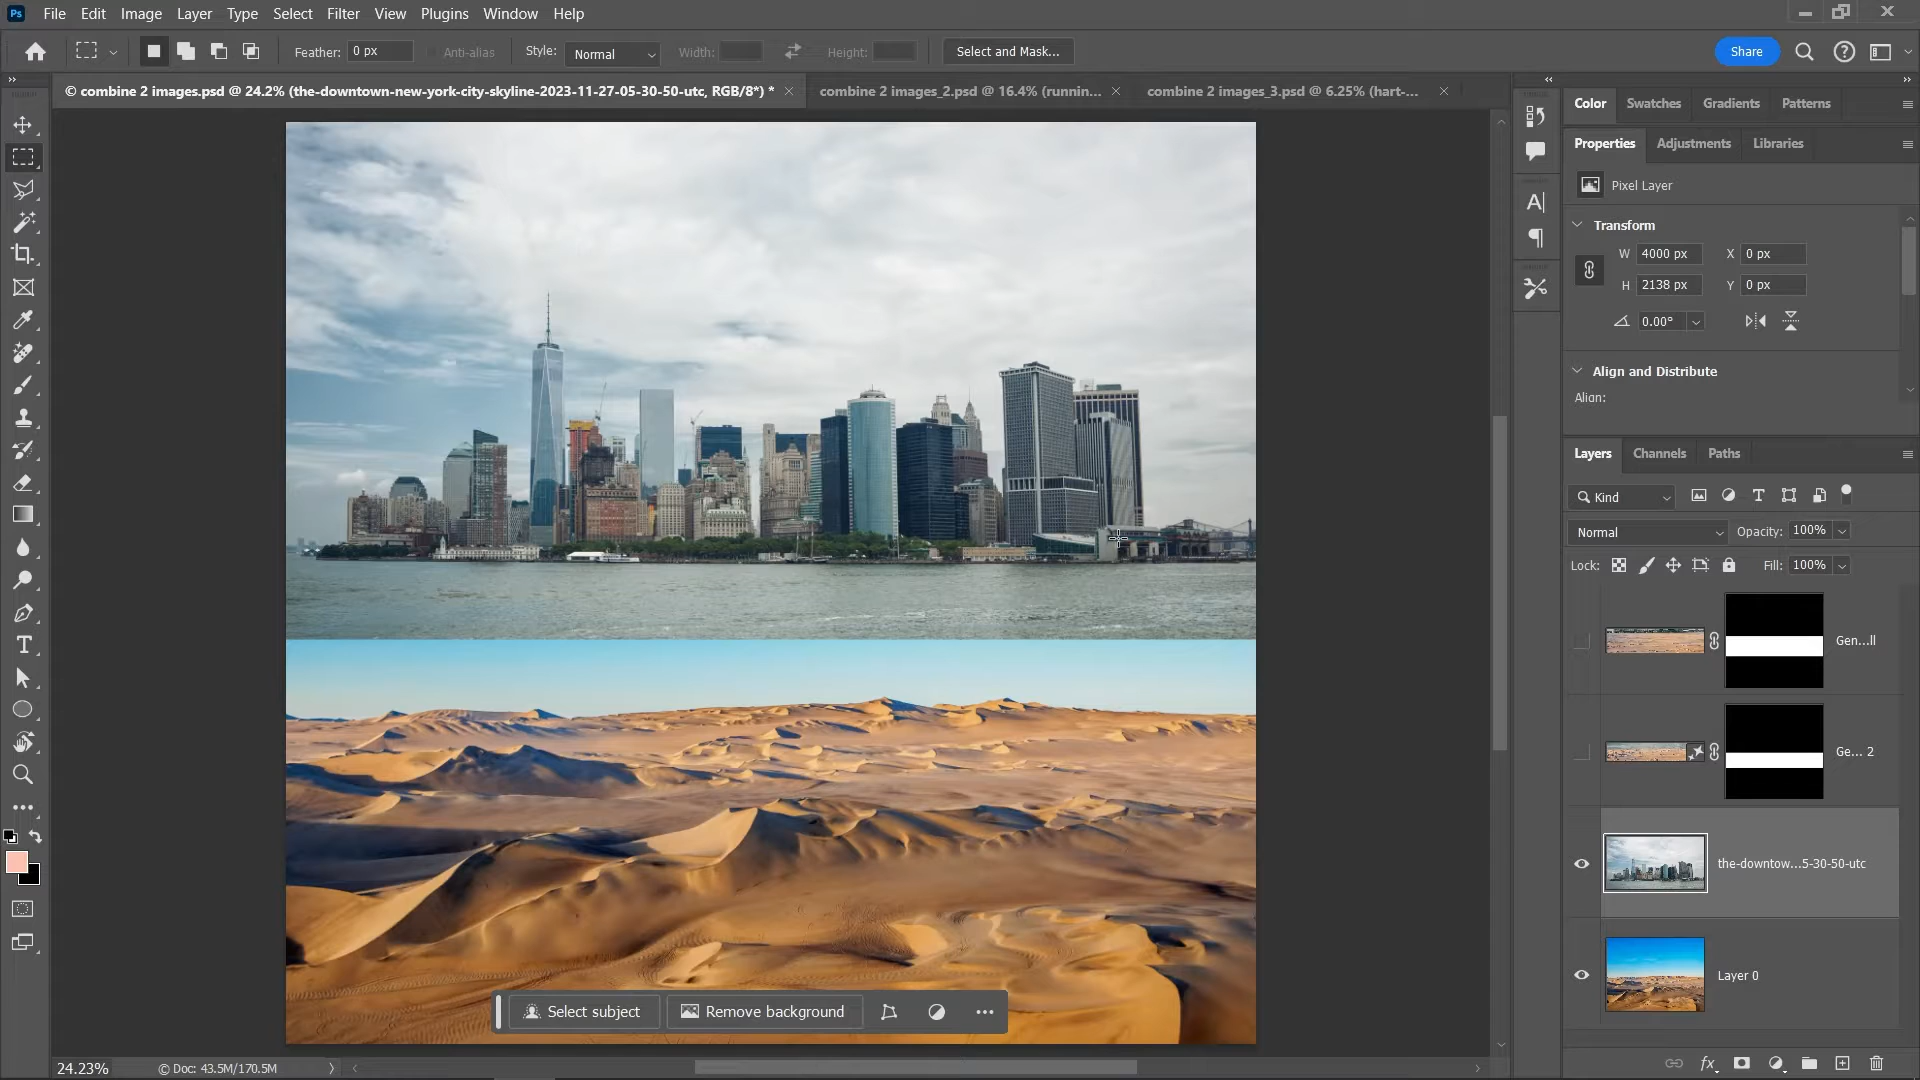 Ps File Edit Image Layer Type Select Filter View Plugins Window Help
Feather: 0 px Anti-alias Style: Normal Width: Height: Select and Mask... Share
© combine 2 images.psd @ 24.2% (the-downtown-new-york-city-skyline-2023-11-27-05-30-50-utc, RGB/8*) * combine 2 images_2.psd @ 16.4% (runnin... combine 2 images_3.psd @ 6.25% (hart-...
Color Swatches Gradients Patterns
Properties Adjustments Libraries
Pixel Layer
Transform
W 4000 px X 0 px
H 2138 px Y 0 px
0.00°
Align and Distribute
Align:
Layers Channels Paths
Kind
Normal Opacity: 100%
Lock: Fill: 100%
Gen...ll
Ge... 2
the-downtow...5-30-50-utc
Layer 0
Select subject Remove background
24.23% © Doc: 43.5M/170.5M